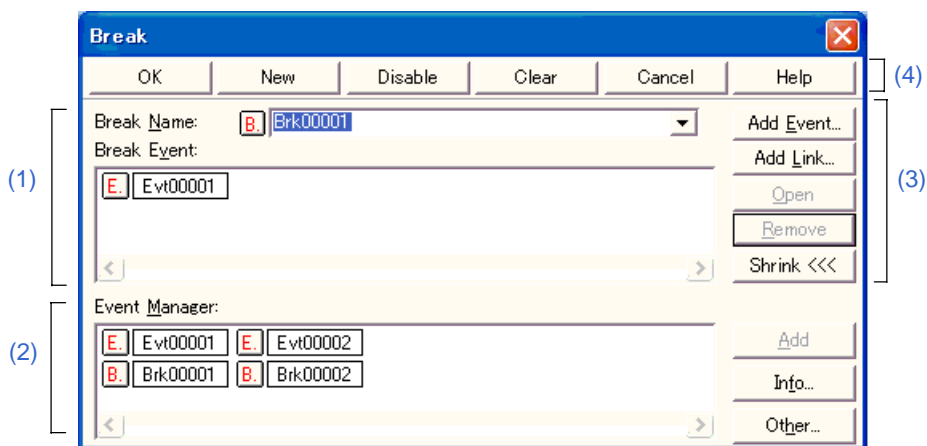 Break
OK New Disable Clear Cancel Help (4)
Break Name: B. Brk00001 Add Event...
Break Event: Add Link...
(1) E. Evt00001 Open (3)
Remove
Shrink <<<
Event Manager:
(2) E. Evt00001 E. Evt00002 Add
B. Brk00001 B. Brk00002 Info...
Other...